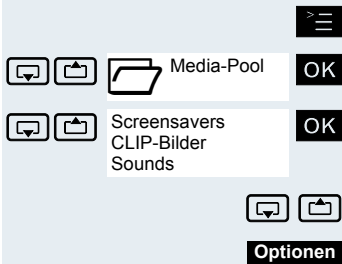 Media-Pool OK
Screensavers OK
CLIP-Bilder
Sounds
Optionen